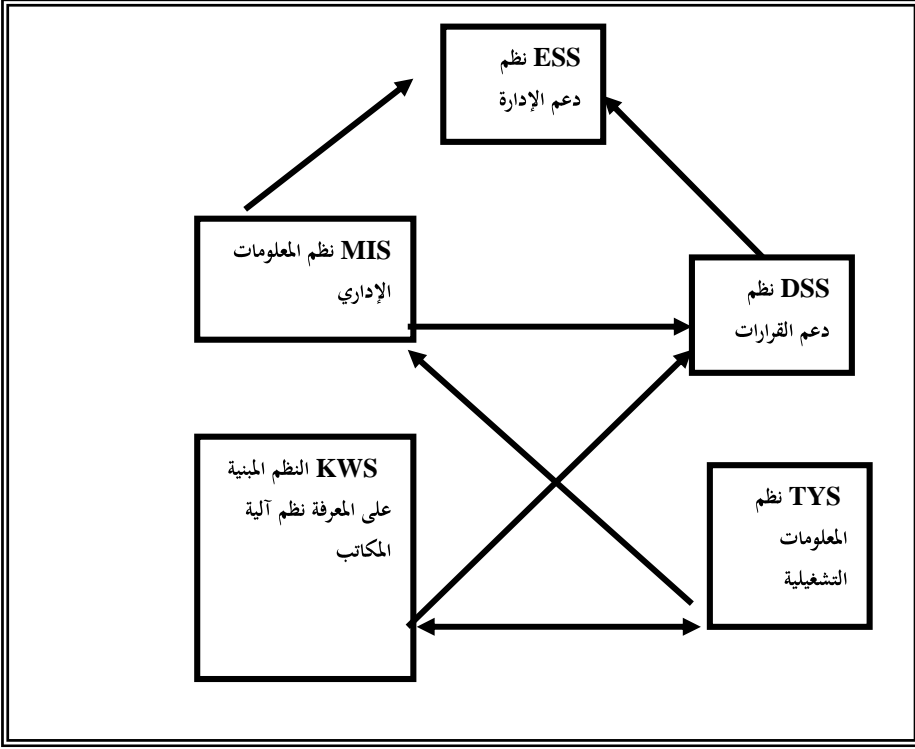 ESS نظم
دعم الإدارة
MIS نظم المعلومات
الإداري
DSS نظم
دعم القرارات
KWS النظم المبنية
على المعرفة نظم آلية
المكاتب
TYS نظم
المعلومات
التشغيلية